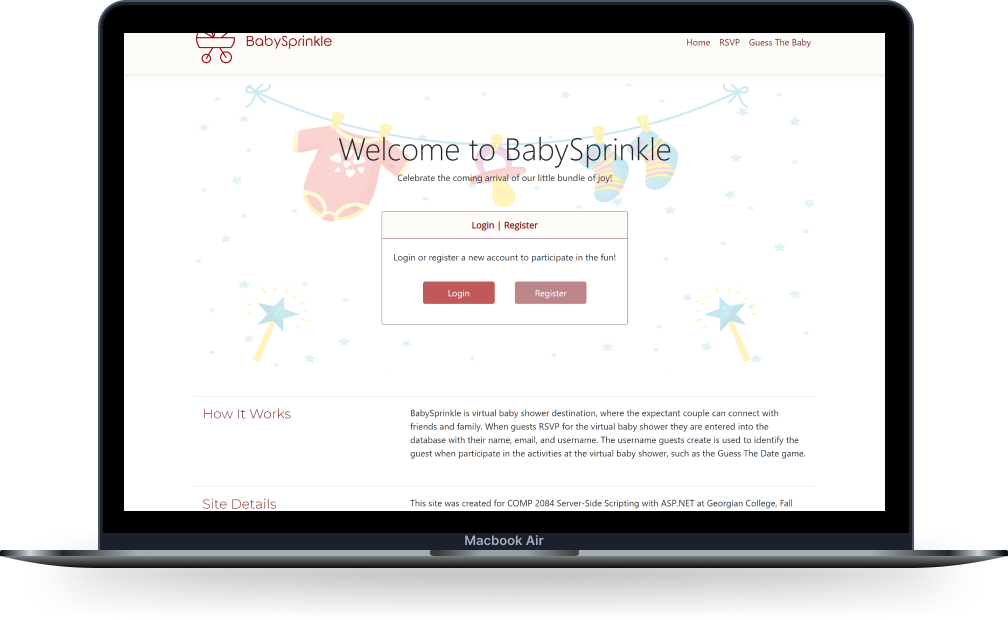 BabySprinkle
Home RSVP Guess The Baby
Welcome to BabySprinkle
Celebrate the coming arrival of our little bundle of joy!
Login | Register
Login or register a new account to participate in the fun!
Login Register
How It Works
BabySprinkle is virtual baby shower destination, where the expectant couple can connect with
friends and family. When guests RSVP for the virtual baby shower they are entered into the
database with their name, email, and username. The username guests create is used to identify the
guest when participate in the activities at the virtual baby shower, such as the Guess The Date game.
Site Details
This site was created for COMP 2084 Server-Side Scripting with ASP.NET at Georgian College, Fall
Macbook Air